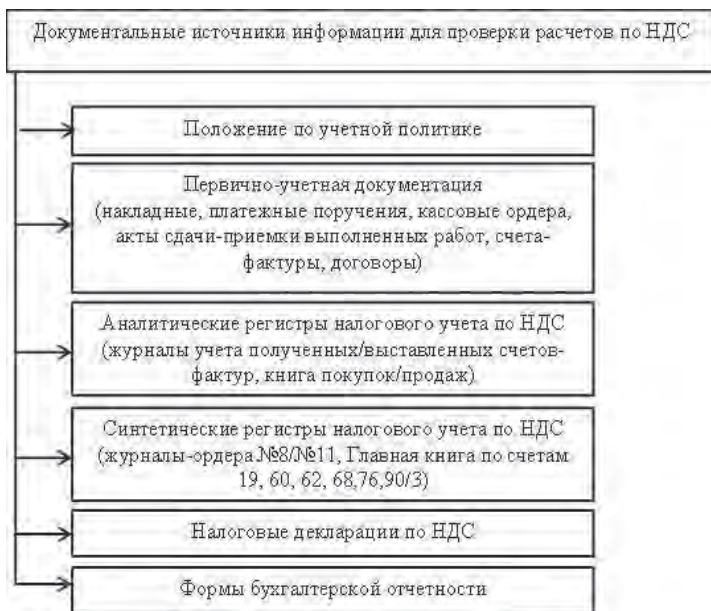 Документальные источники информации для проверки расчетов по НДС
Положение по учетной политике
Первично-учетная документация
(накладные, платежные поручения, кассовые ордера,
акты сдачи-приемки выполненных работ, счета-
фактуры, договоры)
Аналитические регистры налогового учета по НДС
(журналы учета полученных/выставленных счетов-
фактур, книга покупок/продаж)
Синтетические регистры налогового учета по НДС
(журналы-ордера №8/№11, Главная книга по счетам
19, 60, 62, 68,76,90/3)
Налоговые декларации по НДС
Формы бухгалтерской отчетности